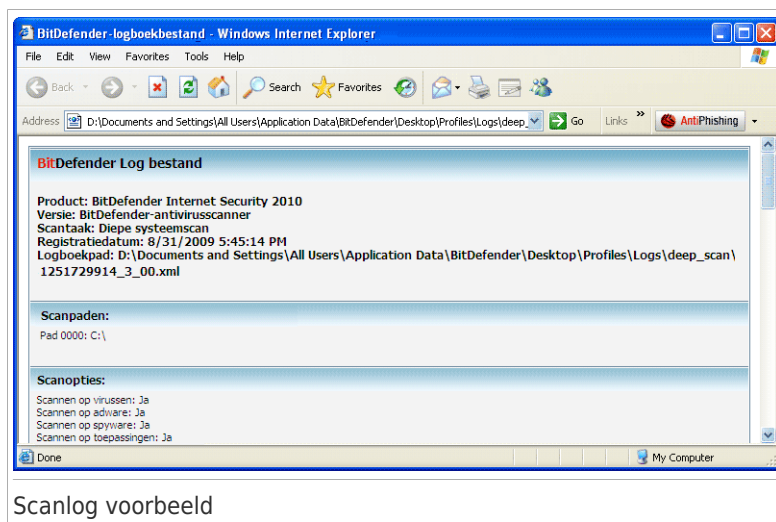 BitDefender-logboekbestand - Windows Internet Explorer
File Edit View Favorites Tools Help
Back Search Favorites
Address D:\Documents and Settings\All Users\Application Data\BitDefender\Desktop\Profiles\Logs\deep_ Go Links » AntiPhishing
BitDefender Log bestand
Product: BitDefender Internet Security 2010
Versie: BitDefender-antivirusscanner
Scantaak: Diepe systeemscan
Registratiedatum: 8/31/2009 5:45:14 PM
Logboekpad: D:\Documents and Settings\All Users\Application Data\BitDefender\Desktop\Profiles\Logs\deep_scan\
1251729914_3_00.xml
Scanpaden:
Pad 0000: C:\
Scanopties:
Scannen op virussen: Ja
Scannen op adware: Ja
Scannen op spyware: Ja
Scannen op toepassingen: Ja
Done My Computer
Scanlog voorbeeld